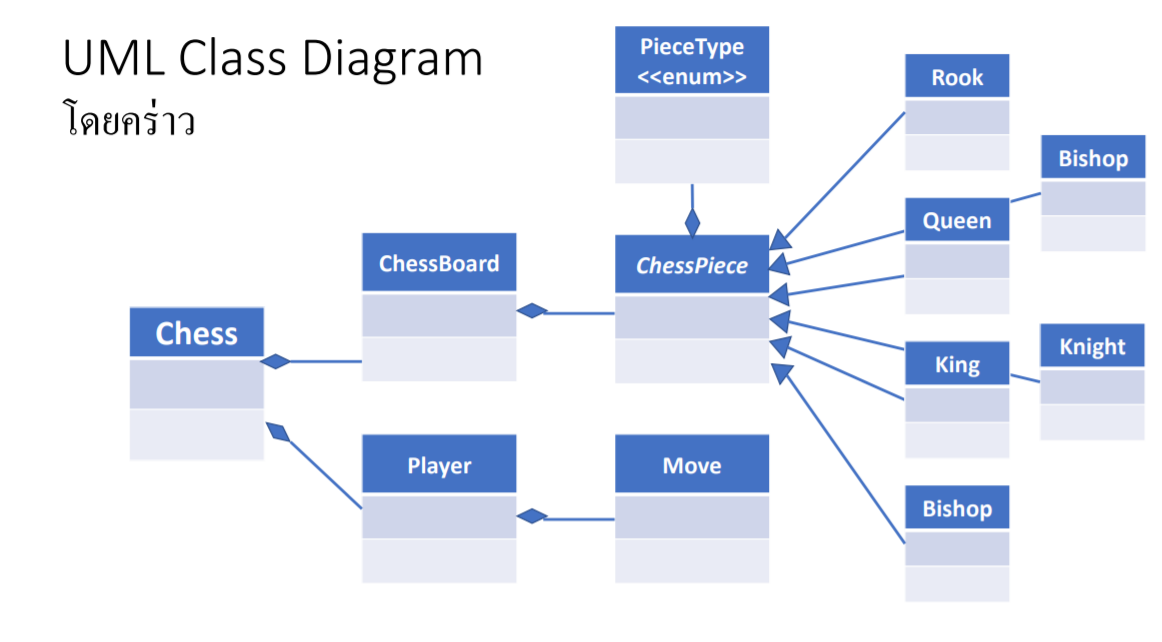 UML Class Diagram
โดยคร่าว
PieceType
<<enum>>
Rook
Bishop
Queen
ChessBoard
ChessPiece
Chess
King
Knight
Player
Move
Bishop